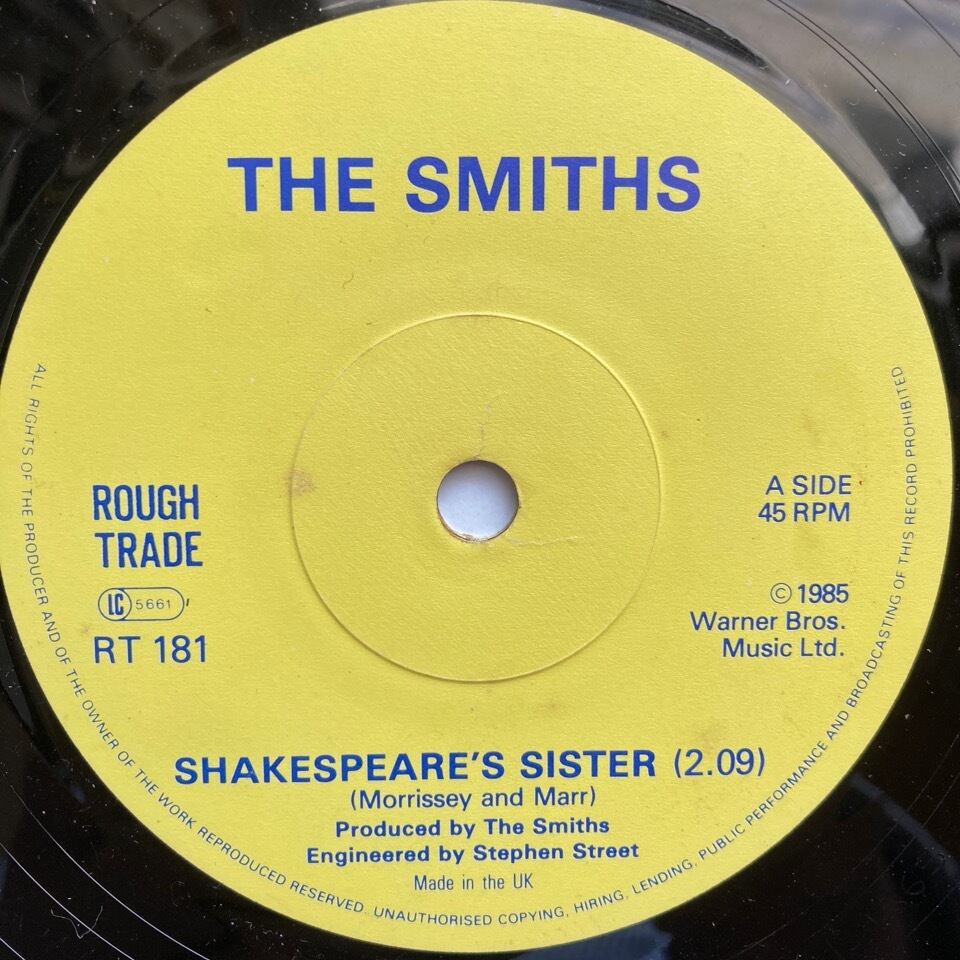 THE SMITHS
ROUGH
TRADE
LC 5661
RT 181
A SIDE
45 RPM
© 1985
Warner Bros.
Music Ltd.
SHAKESPEARE'S SISTER (2.09)
(Morrissey and Marr)
Produced by The Smiths
Engineered by Stephen Street
Made in the UK
ALL RIGHTS OF THE PRODUCER AND OF THE OWNER OF THE WORK REPRODUCED RESERVED. UNAUTHORISED COPYING, HIRING, LENDING, PUBLIC PERFORMANCE AND BROADCASTING OF THIS RECORD PROHIBITED